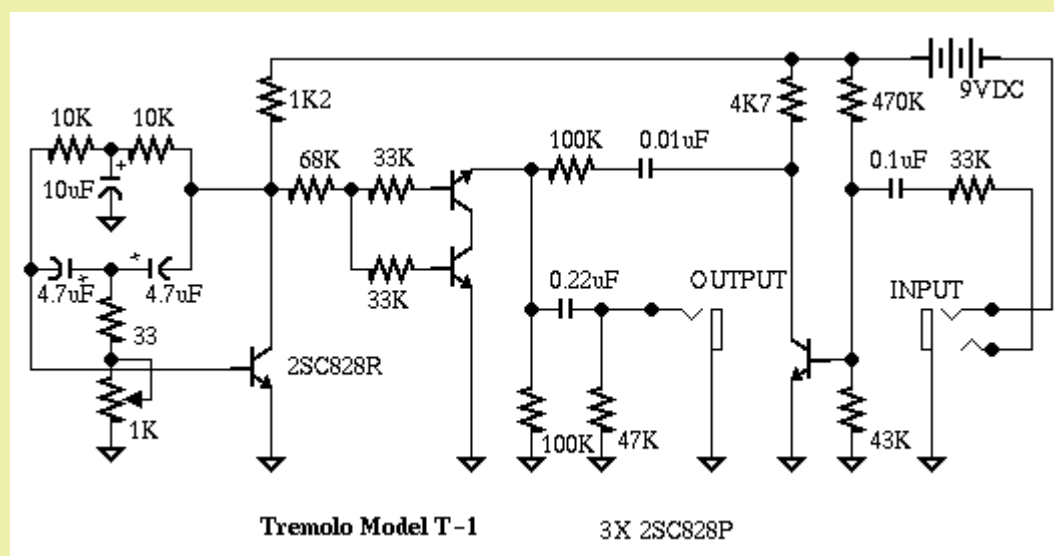 1K2
4K7
470K
9VDC
10K
10K
10uF
+
68K
33K
100K
0.01uF
0.1uF
33K
33K
4.7uF
+
+
4.7uF
0.22uF
OUTPUT
INPUT
33
2SC828R
1K
100K
47K
43K
Tremolo Model T-1
3X 2SC828P